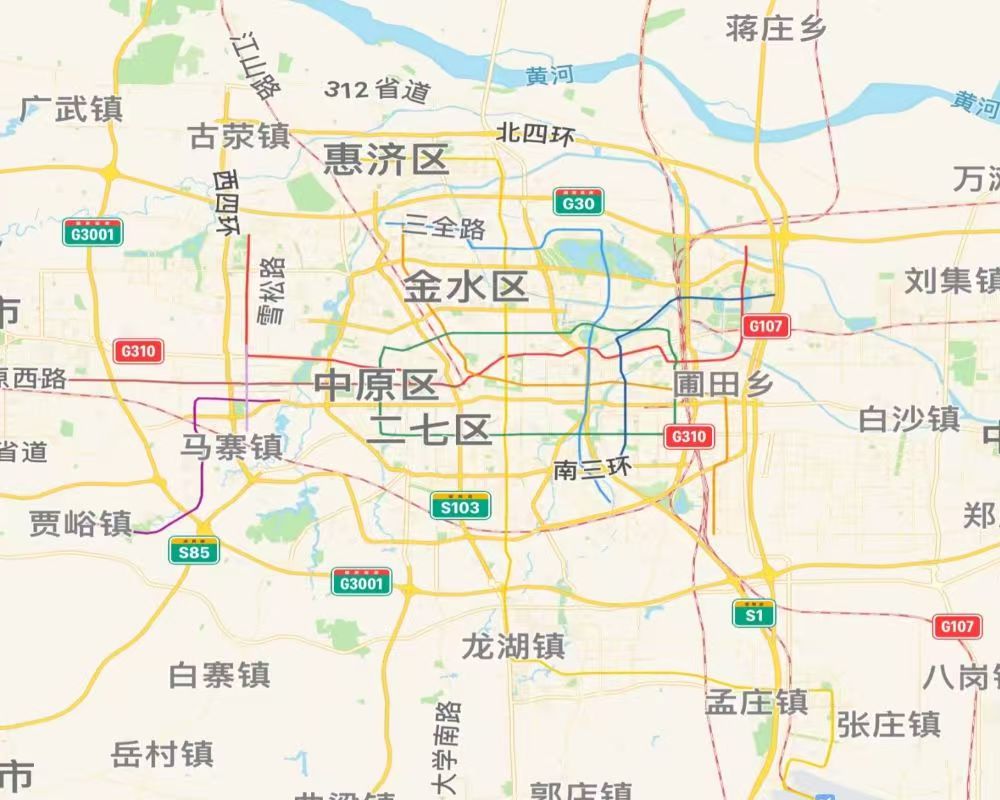 蒋庄乡
江山路
黄河
312 省道
黄河
广武镇
古荥镇
北四环
惠济区
万
西四环
G30
G3001
三全路
雪松路
金水区
刘集镇
市
G107
G310
原西路
中原区
圃田乡
二七区
白沙镇
G310
中
省道
马寨镇
南三环
S103
贾峪镇
郑
S85
G3001
S1
G107
龙湖镇
白寨镇
八岗镇
孟庄镇
张庄镇
大学南路
岳村镇
市
曲梁镇
郭店镇